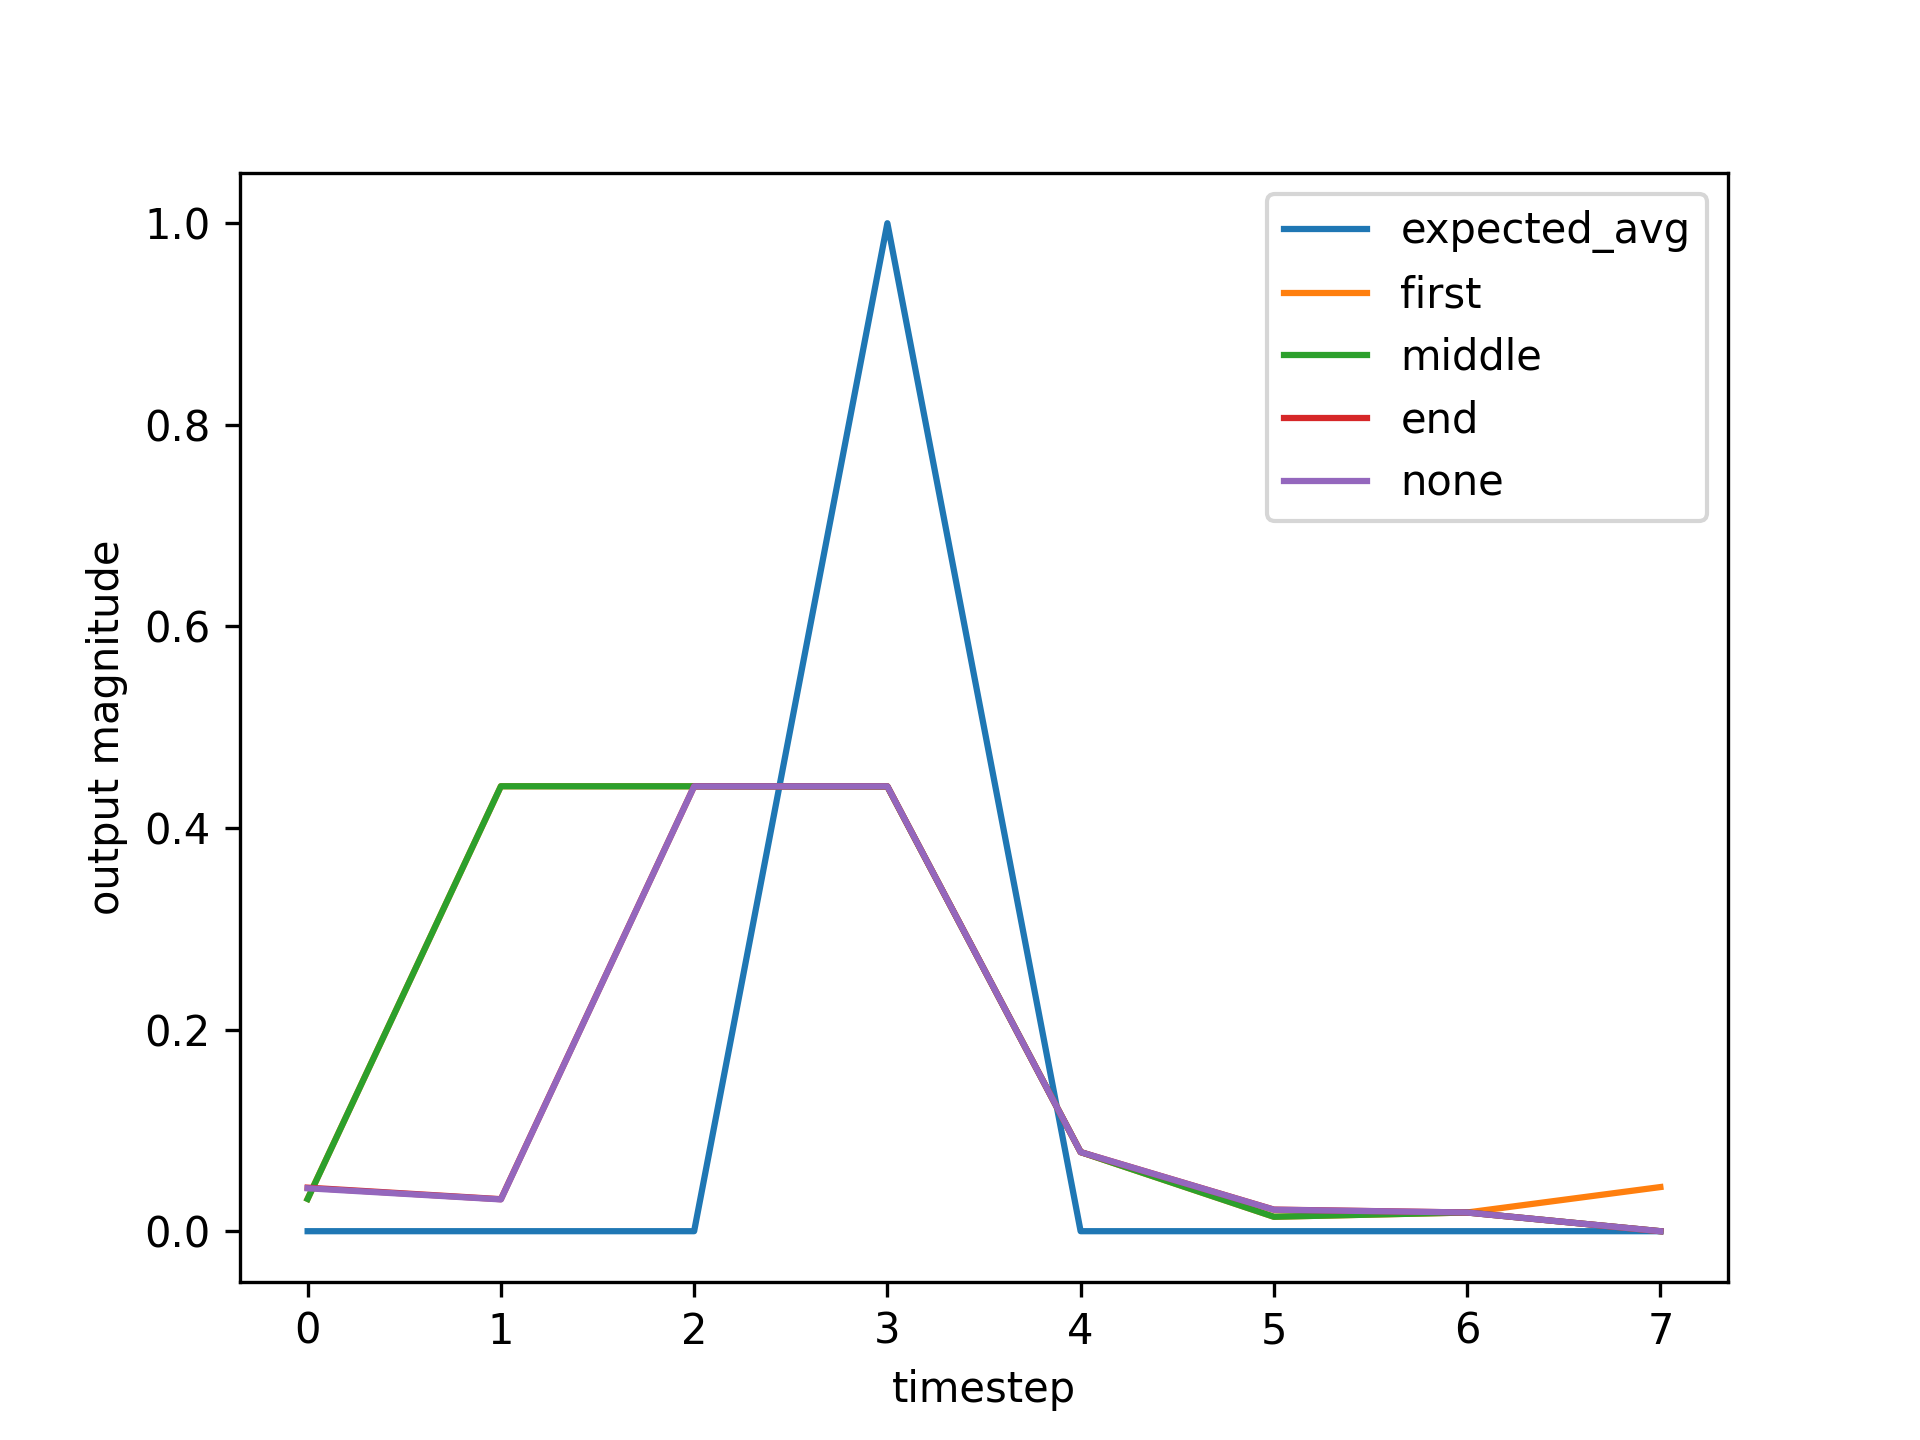 expected_avg
first
middle
end
none
1.0
0.8
0.6
0.4
0.2
0.0
output magnitude
0 1 2 3 4 5 6 7
timestep